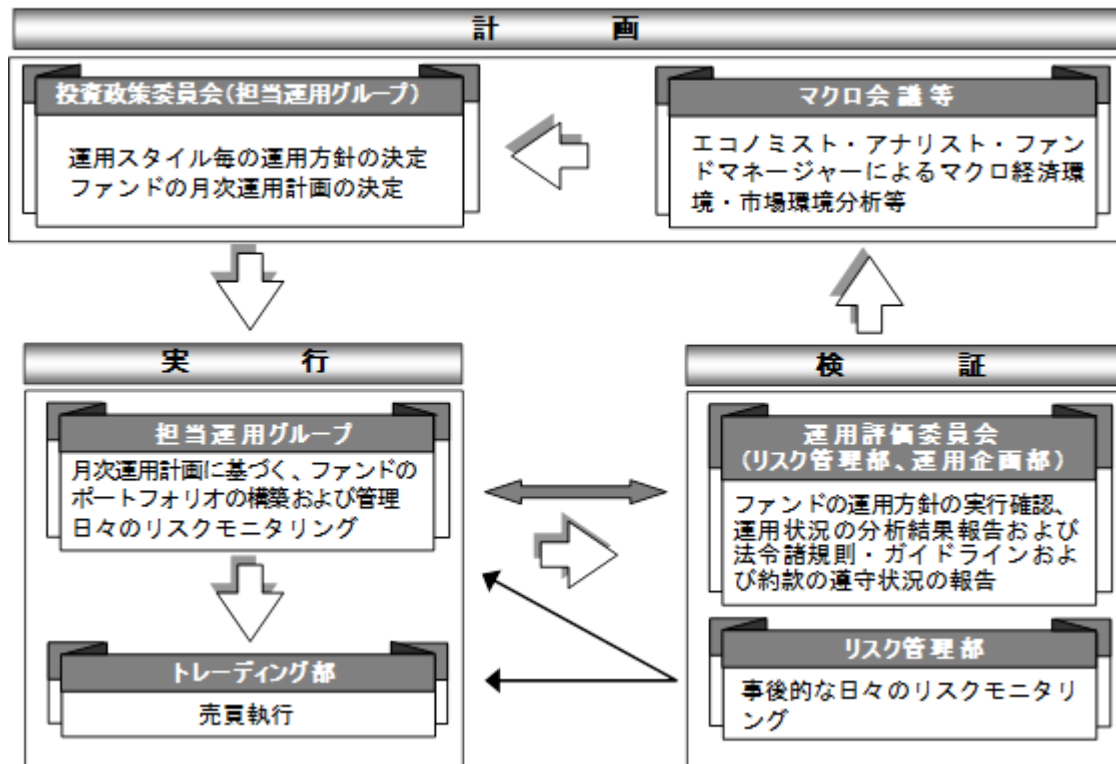 計画
投資政策委員会(担当運用グループ)
運用スタイル毎の運用方針の決定
ファンドの月次運用計画の決定
マクロ会議等
エコノミスト・アナリスト・ファン
ドマネージャーによるマクロ経済環
境・市場環境分析等
実行
担当運用グループ
月次運用計画に基づく、ファンドの
ポートフォリオの構築および管理
日々のリスクモニタリング
トレーディング部
売買執行
検証
運用評価委員会
(リスク管理部、運用企画部)
ファンドの運用方針の実行確認、
運用状況の分析結果報告および
法令諸規則・ガイドラインおよ
び約款の遵守状況の報告
リスク管理部
事後的な日々のリスクモニタリ
ング